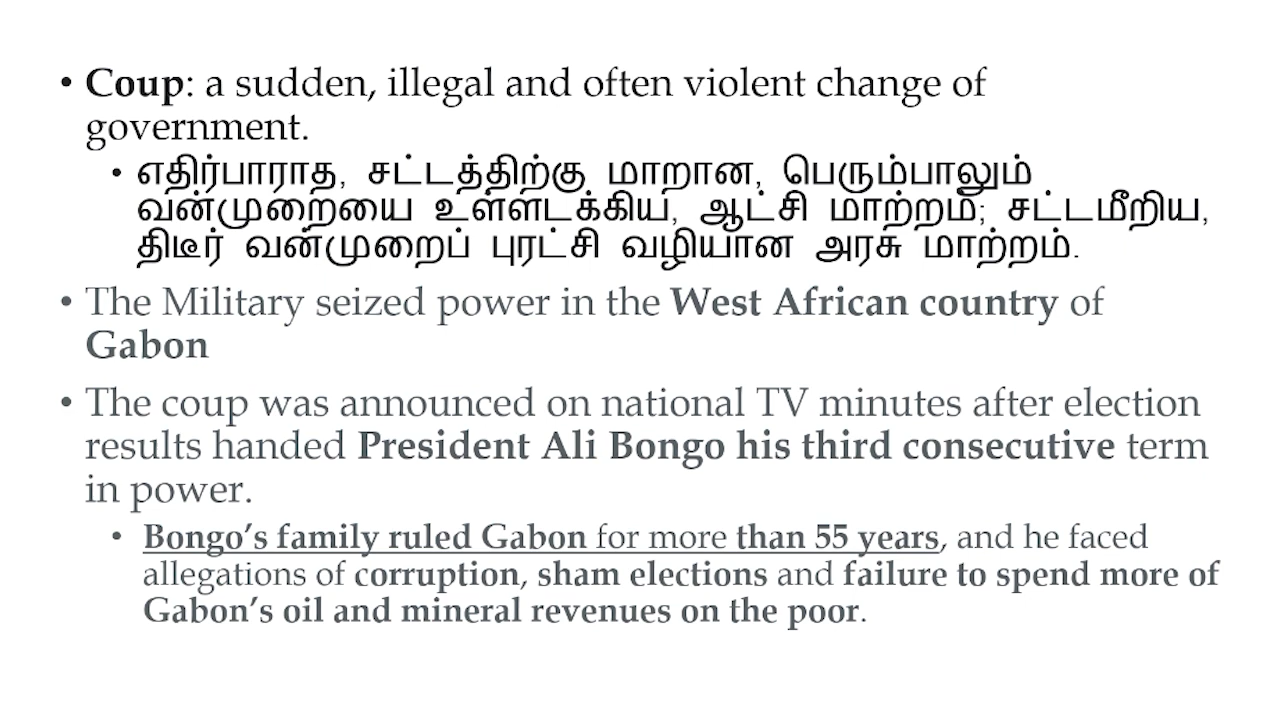 • Coup: a sudden, illegal and often violent change of
government.
• எதிர்பாராத, சட்டத்திற்கு மாறான, பெரும்பாலும்
வன்முறையை உள்ளடக்கிய, ஆட்சி மாற்றம்; சட்டமீறிய,
திடீர் வன்முறைப் புரட்சி வழியான அரசு மாற்றம்.
• The Military seized power in the West African country of
Gabon
• The coup was announced on national TV minutes after election
results handed President Ali Bongo his third consecutive term
in power.
• Bongo’s family ruled Gabon for more than 55 years, and he faced
allegations of corruption, sham elections and failure to spend more of
Gabon’s oil and mineral revenues on the poor.